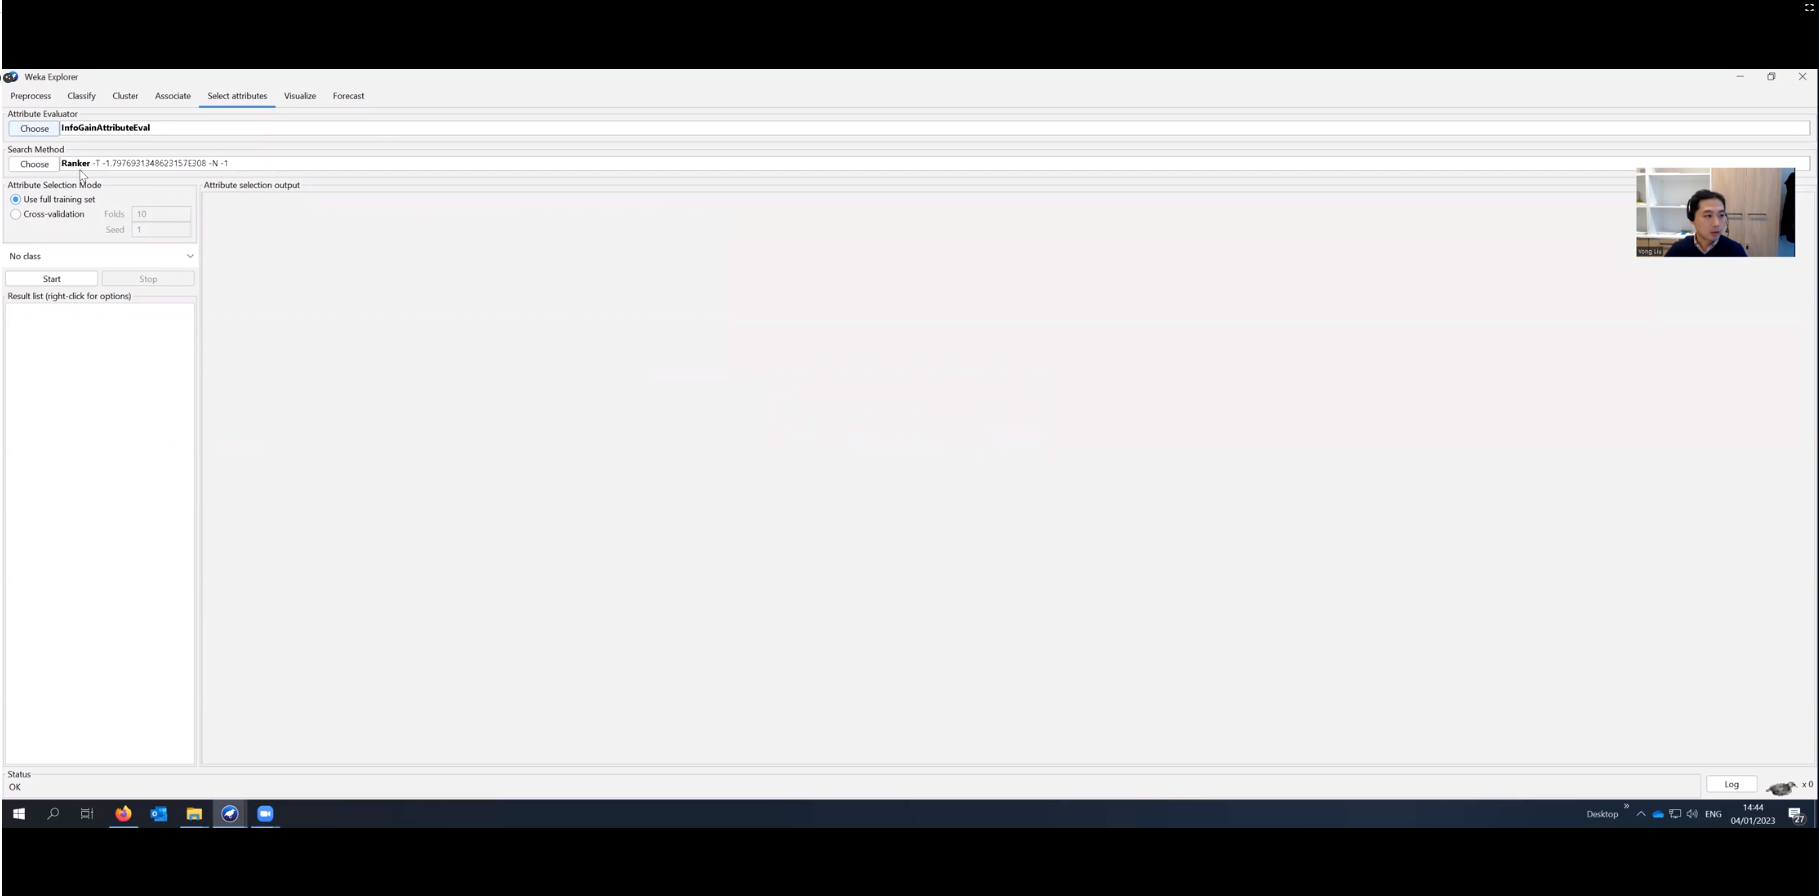 Weka Explorer
Preprocess Classify Cluster Associate Select attributes Visualize Forecast
Attribute Evaluator
Choose InfoGainAttributeEval
Search Method
Choose Ranker -T -1.7976931348623157E308 -N -1
Attribute Selection Mode
Use full training set
Cross-validation Folds 10
Seed 1
No class
Start Stop
Result list (right-click for options)
Attribute selection output
Yong Liu
Status
OK
Log x 0
Desktop ENG
14:44
04/01/2023
27